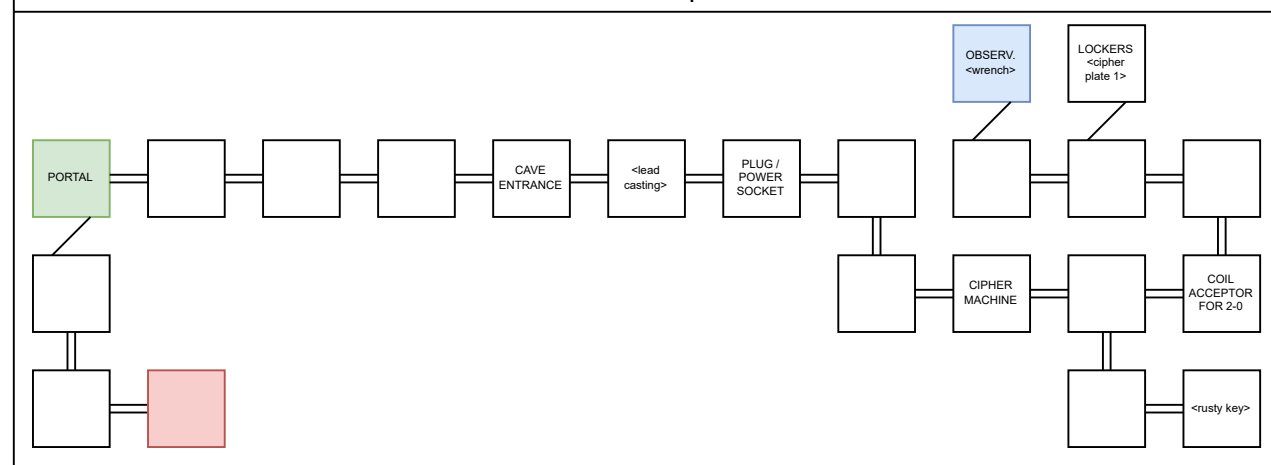 OBSERV.
<wrench>
LOCKERS
<cipher
plate 1>
PORTAL
CAVE
ENTRANCE
<lead
casting>
PLUG /
POWER
SOCKET
CIPHER
MACHINE
COIL
ACCEPTOR
FOR 2-0
<rusty key>